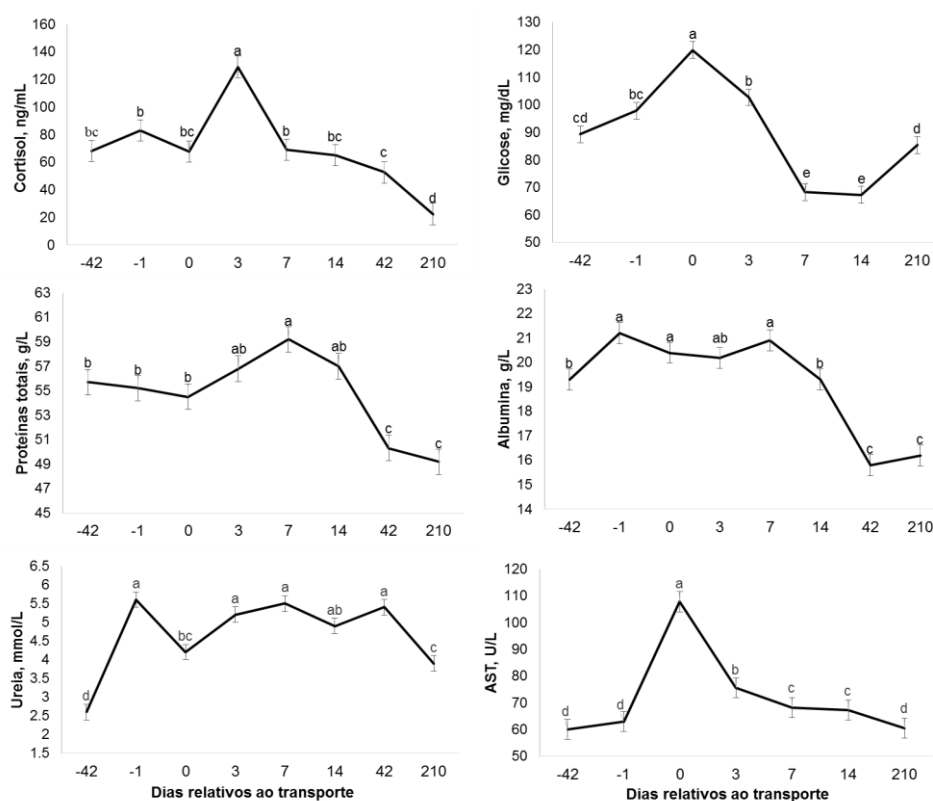 Cortisol, ng/mL
160
140
120
100
80
60
40
20
0
bc
b
bc
a
b
bc
c
d
-42 -1 0 3 7 14 42 210
Glicose, mg/dL
130
120
110
100
90
80
70
60
50
cd
bc
a
b
e
e
d
-42 -1 0 3 7 14 210
Proteínas totais, g/L
63
61
59
57
55
53
51
49
47
45
b
b
b
ab
a
ab
c
c
-42 -1 0 3 7 14 42 210
Albumina, g/L
23
22
21
20
19
18
17
16
15
14
b
a
a
a
a
b
c
c
-42 -1 0 3 7 14 42 210
Ureia, mmol/L
6.5
6
5.5
5
4.5
4
3.5
3
2.5
2
1.5
d
a
bc
a
a
ab
a
c
-42 -1 0 3 7 14 42 210
Dias relativos ao transporte
AST, U/L
120
110
100
90
80
70
60
50
d
d
a
b
c
c
d
-42 -1 0 3 7 14 210
Dias relativos ao transporte